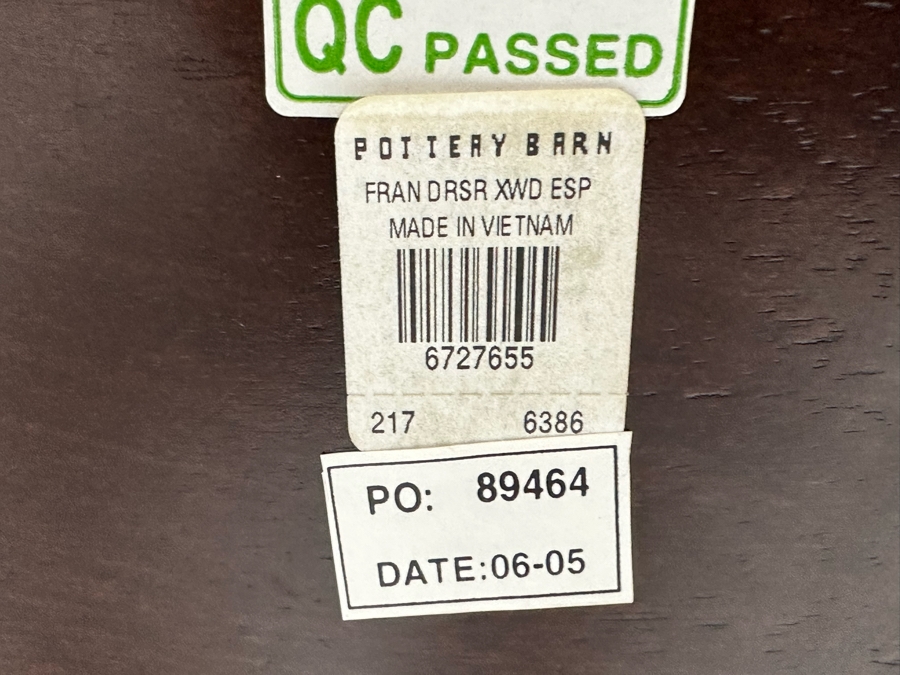 QC PASSED
POTTERY BARN
FRAN DRSR XWD ESP
MADE IN VIETNAM
6727655
217 6386
PO: 89464
DATE:06-05